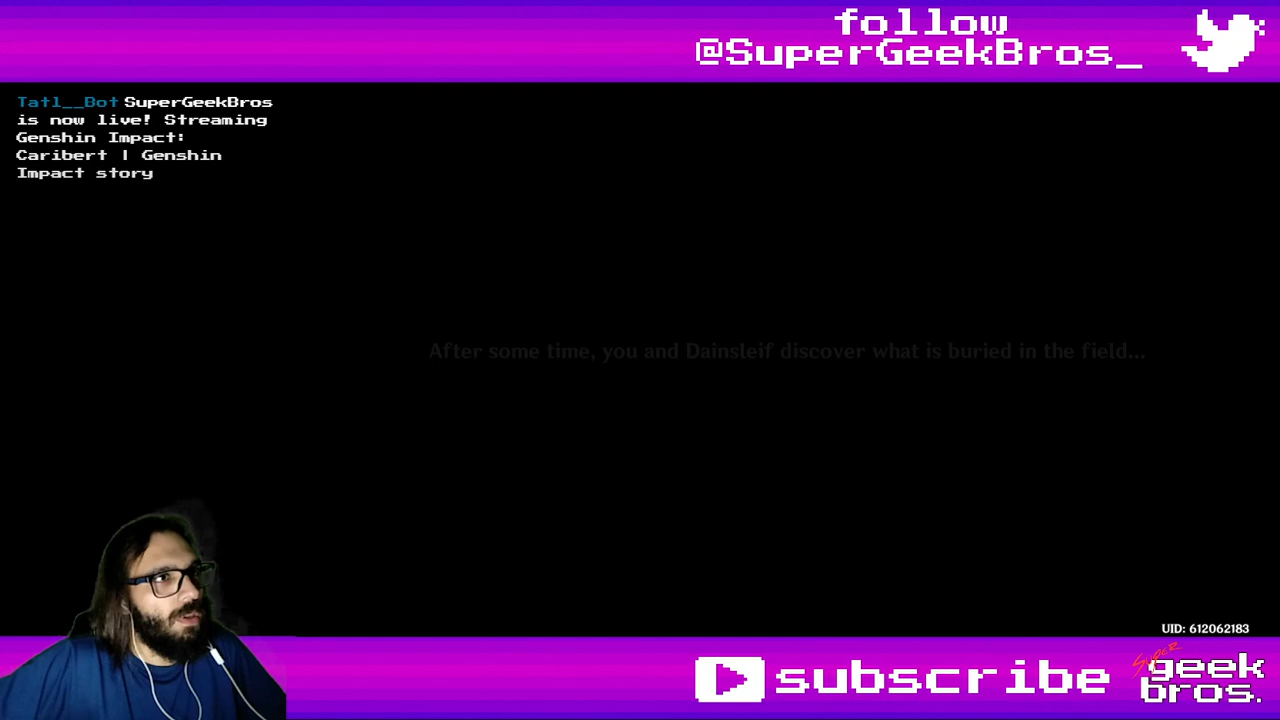 follow
@SuperGeekBros_
Tatl__Bot SuperGeekBros
is now live! Streaming
Genshin Impact:
Caribert | Genshin
Impact story
After some time, you and Dainsleif discover what is buried in the field...
UID: 612062183
subscribe
SUPER
geek
bros.